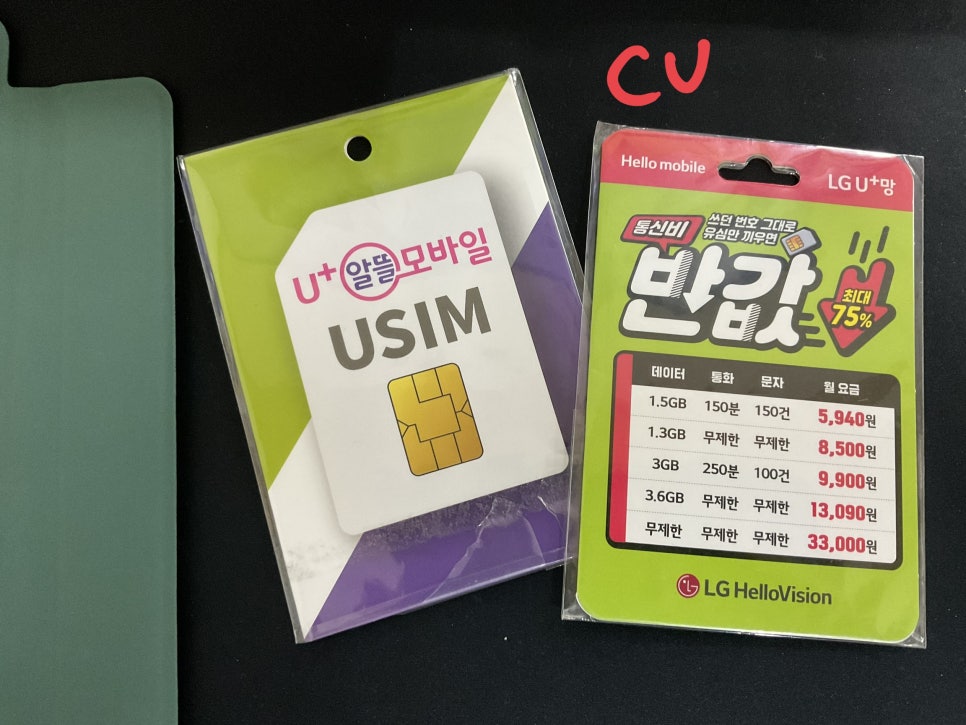 CU
U+알뜰모바일
USIM
Hello mobile
LG U+망
통신비
쓰던 번호 그대로
유심만 끼우면
반값
최대
75%
데이터 통화 문자 월 요금
1.5GB 150분 150건 5,940원
1.3GB 무제한 무제한 8,500원
3GB 250분 100건 9,900원
3.6GB 무제한 무제한 13,090원
무제한 무제한 무제한 33,000원
LG HelloVision